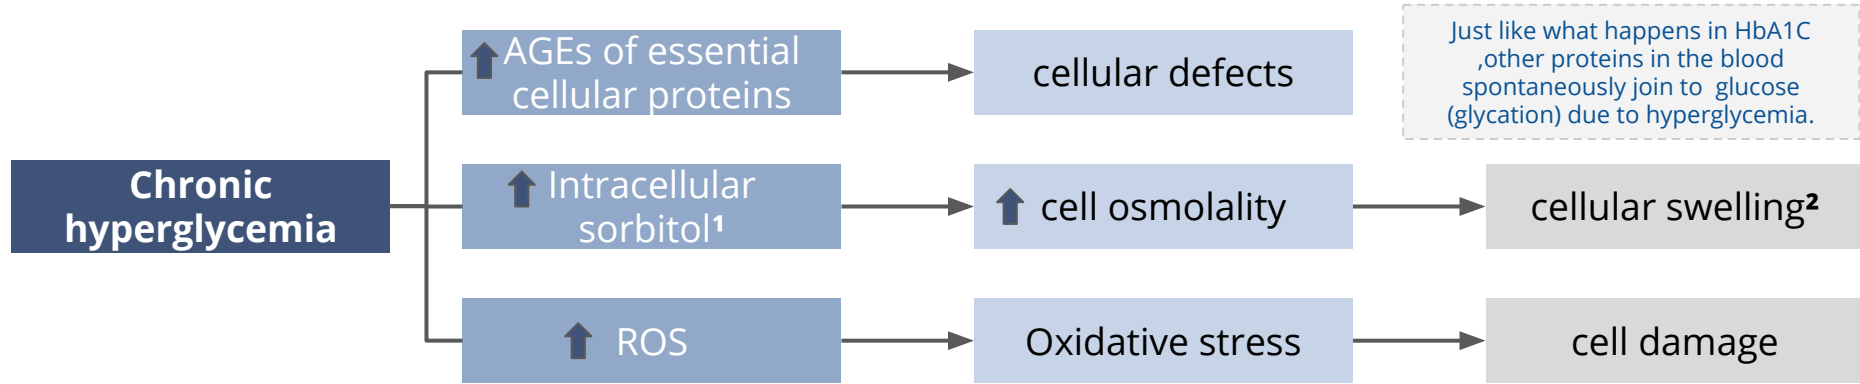 Chronic
hyperglycemia
AGEs of essential
cellular proteins
cellular defects
Just like what happens in HbA1C
,other proteins in the blood
spontaneously join to glucose
(glycation) due to hyperglycemia.
Intracellular
sorbitol¹
cell osmolality
cellular swelling²
ROS
Oxidative stress
cell damage